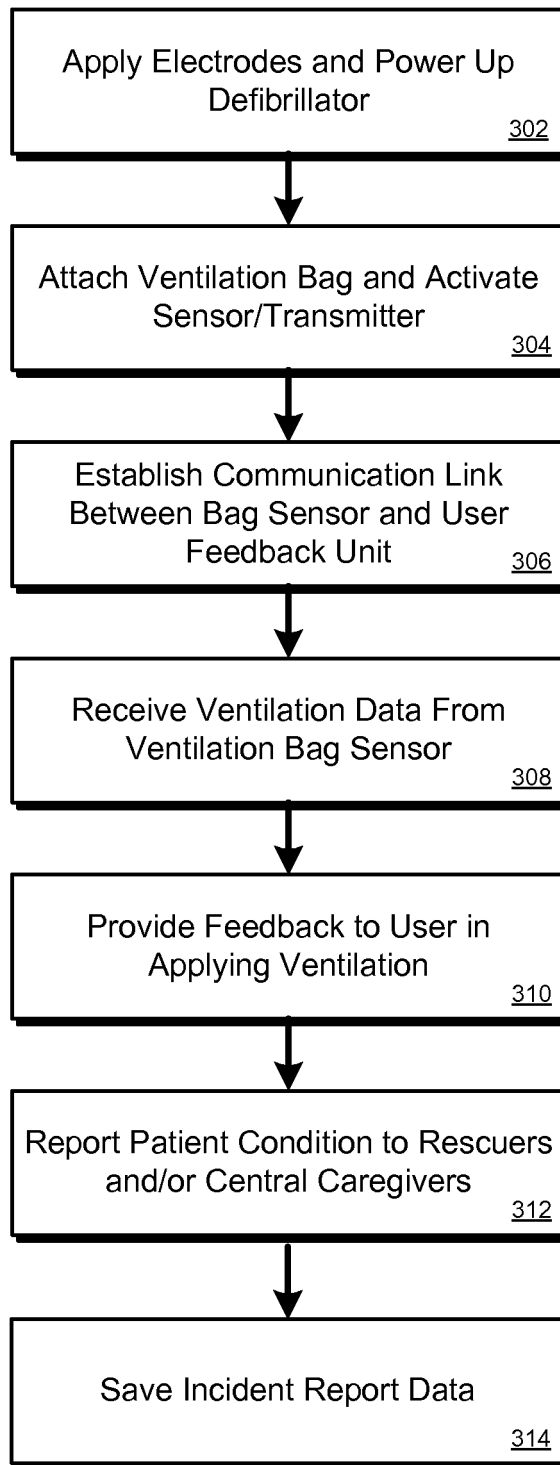 Apply Electrodes and Power Up
Defibrillator
302
Attach Ventilation Bag and Activate
Sensor/Transmitter
304
Establish Communication Link
Between Bag Sensor and User
Feedback Unit
306
Receive Ventilation Data From
Ventilation Bag Sensor
308
Provide Feedback to User in
Applying Ventilation
310
Report Patient Condition to Rescuers
and/or Central Caregivers
312
Save Incident Report Data
314